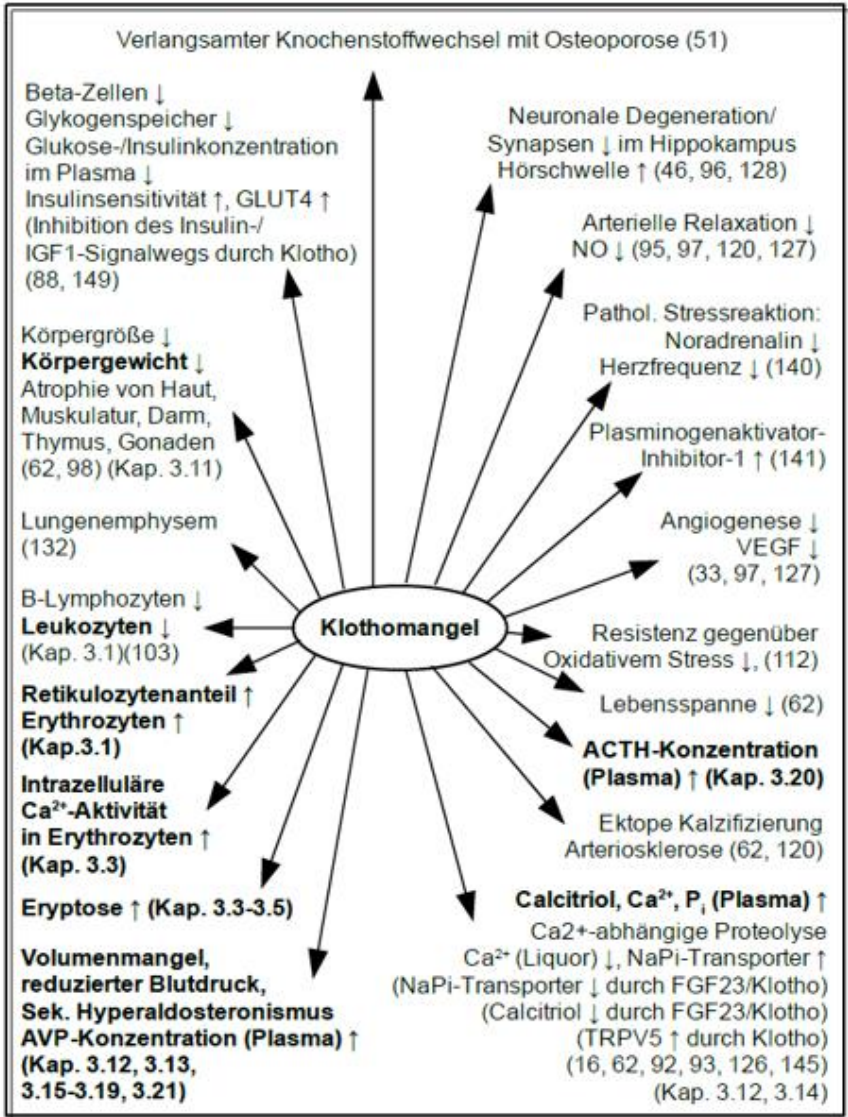 Verlangsamter Knochenstoffwechsel mit Osteoporose (51)
Beta-Zellen ↓
Glykogenspeicher ↓
Glukose-/Insulinkonzentration
im Plasma ↓
Insulinsensitivität ↑, GLUT4 ↑
(Inhibition des Insulin-/
IGF1-Signalwegs durch Klotho)
(88, 149)
Körpergröße ↓
Körpergewicht ↓
Atrophie von Haut,
Muskulatur, Darm,
Thymus, Gonaden
(62, 98) (Kap. 3.11)
Lungenemphysem
(132)
B-Lymphozyten ↓
Leukozyten ↓
(Kap. 3.1)(103)
Retikulozytenanteil ↑
Erythrozyten ↑
(Kap.3.1)
Intrazelluläre
Ca²⁺-Aktivität
in Erythrozyten ↑
(Kap. 3.3)
Eryptose ↑ (Kap. 3.3-3.5)
Volumenmangel,
reduzierter Blutdruck,
Sek. Hyperaldosteronismus
AVP-Konzentration (Plasma) ↑
(Kap. 3.12, 3.13,
3.15-3.19, 3.21)
Klothomangel
Neuronale Degeneration/
Synapsen ↓ im Hippokampus
Hörschwelle ↑ (46, 96, 128)
Arterielle Relaxation ↓
NO ↓ (95, 97, 120, 127)
Pathol. Stressreaktion:
Noradrenalin ↓
Herzfrequenz ↓ (140)
Plasminogenaktivator-
Inhibitor-1 ↑ (141)
Angiogenese ↓
VEGF ↓
(33, 97, 127)
Resistenz gegenüber
Oxidativem Stress ↓, (112)
Lebensspanne ↓ (62)
ACTH-Konzentration
(Plasma) ↑ (Kap. 3.20)
Ektope Kalzifizierung
Arteriosklerose (62, 120)
Calcitriol, Ca²⁺, Pᵢ (Plasma) ↑
Ca2+-abhängige Proteolyse
Ca²⁺ (Liquor) ↓, NaPi-Transporter ↑
(NaPi-Transporter ↓ durch FGF23/Klotho)
(Calcitriol ↓ durch FGF23/Klotho)
(TRPV5 ↑ durch Klotho)
(16, 62, 92, 93, 126, 145)
(Kap. 3.12, 3.14)